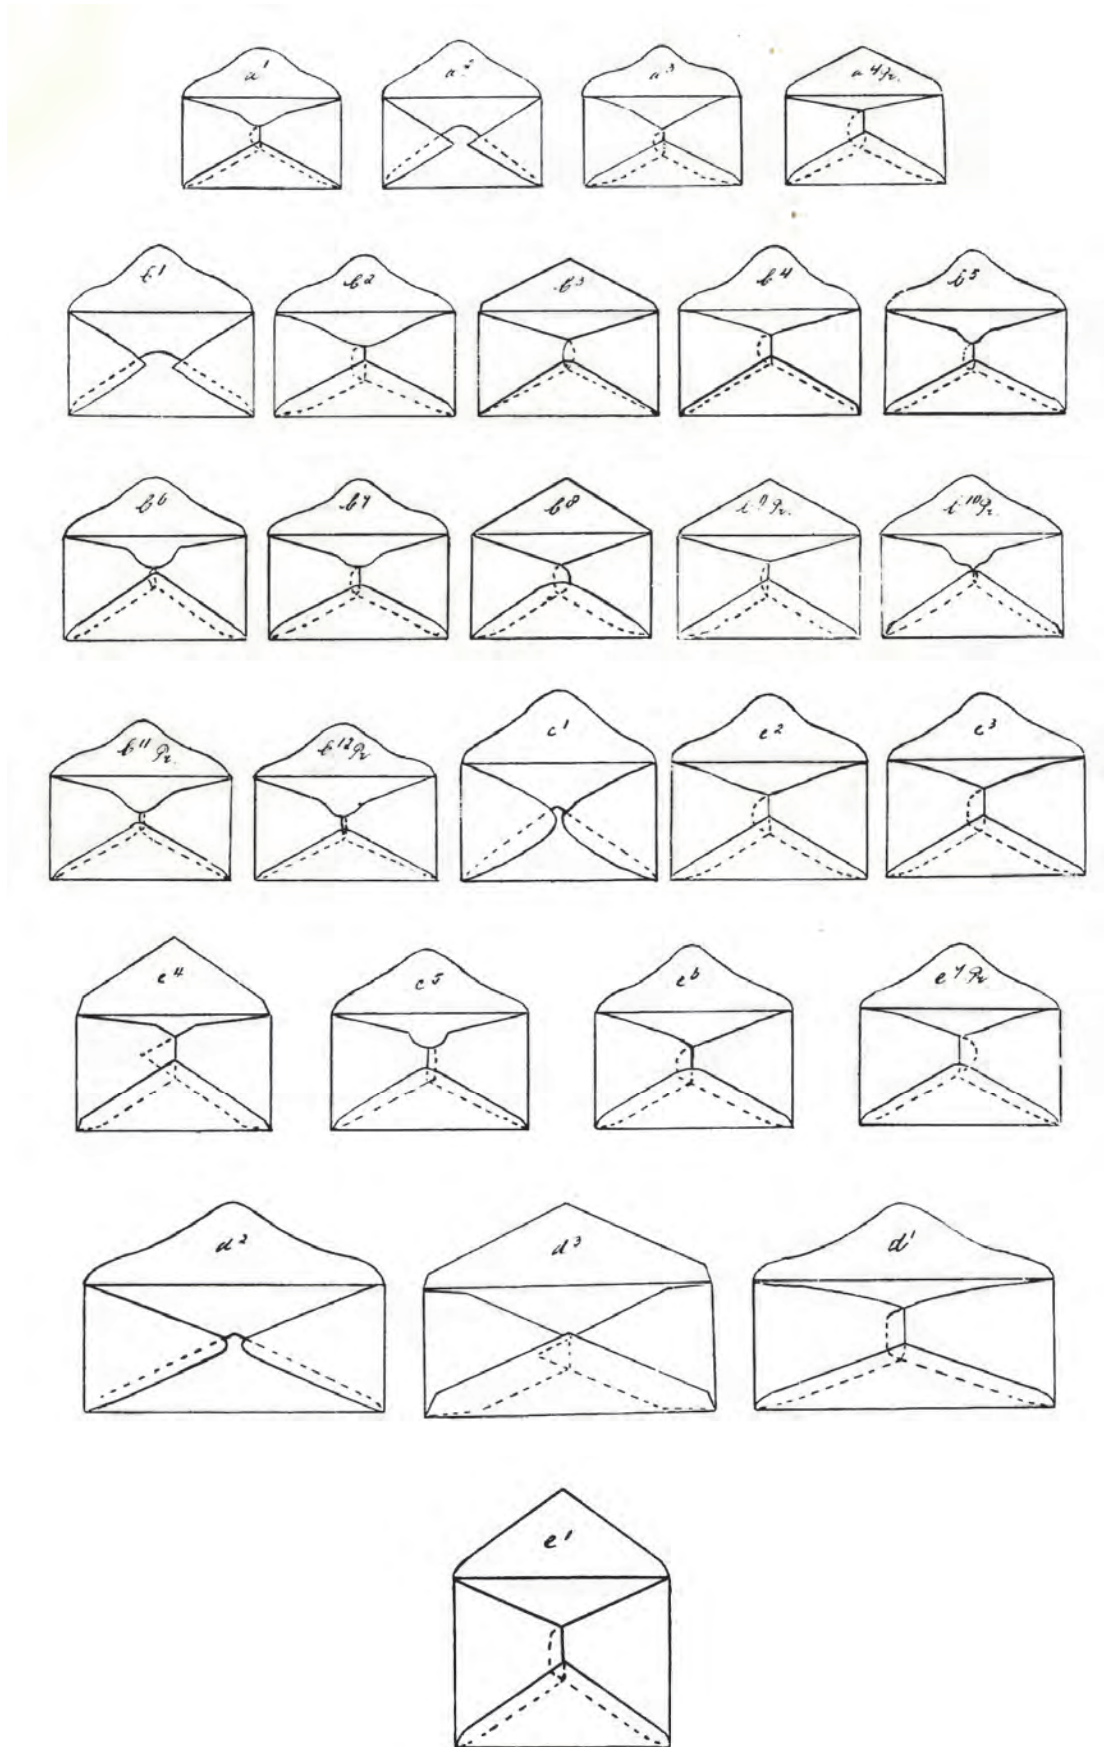 a¹ a² a³ a⁴ Pr.
b¹ b² b³ b⁴ b⁵
b⁶ b⁷ b⁸ b⁹ Pr. b¹⁰ Pr.
b¹¹ Pr. b¹² Pr c¹ c² c³
c⁴ c⁵ c⁶ c⁷ Pr
d² d³ d¹
e¹